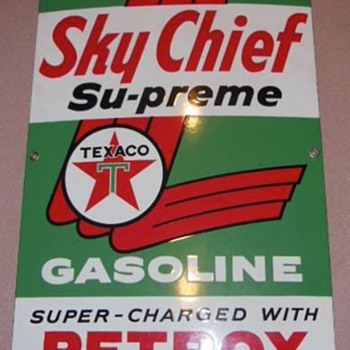 Sky Chief
Su-preme
TEXACO
T
GASOLINE
SUPER-CHARGED WITH
PETROX